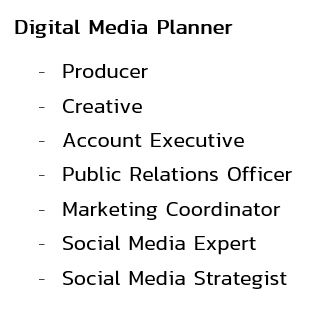 Digital Media Planner
- Producer
- Creative
- Account Executive
- Public Relations Officer
- Marketing Coordinator
- Social Media Expert
- Social Media Strategist